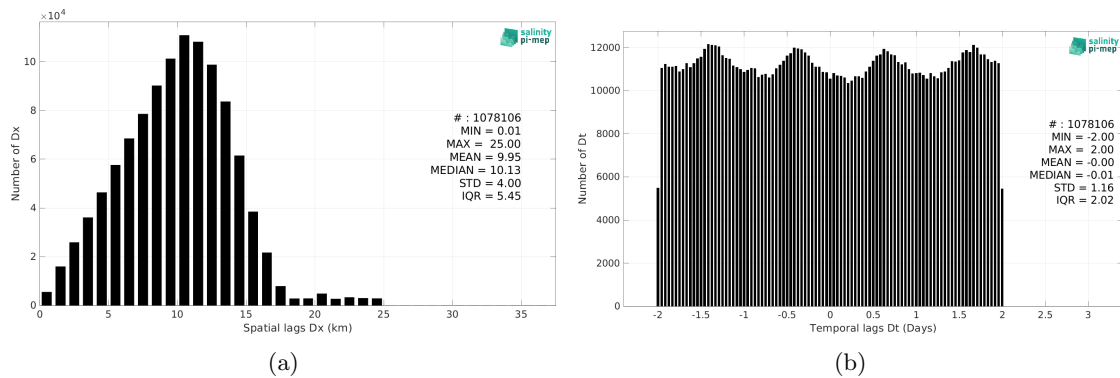 ×10^4
salinity
pi-mep
10
8
6
4
2
0
Number of Dx
# : 1078106
MIN = 0.01
MAX = 25.00
MEAN = 9.95
MEDIAN = 10.13
STD = 4.00
IQR = 5.45
0 5 10 15 20 25 30 35
Spatial lags Dx (km)
(a)
salinity
pi-mep
12000
10000
8000
6000
4000
2000
0
Number of Dt
# : 1078106
MIN = -2.00
MAX = 2.00
MEAN = -0.00
MEDIAN = -0.01
STD = 1.16
IQR = 2.02
-2 -1.5 -1 -0.5 0 0.5 1 1.5 2 2.5 3
Temporal lags Dt (Days)
(b)